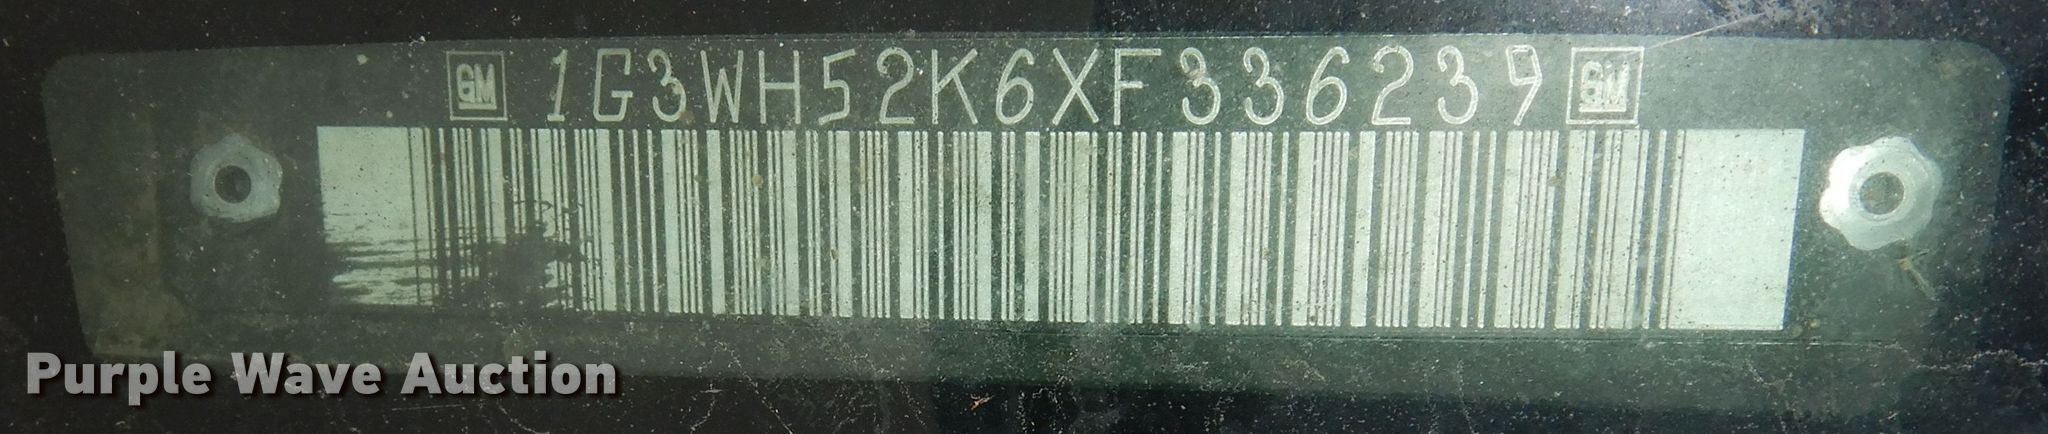 GM 1G3WH52K6XF336239 GM
Purple Wave Auction